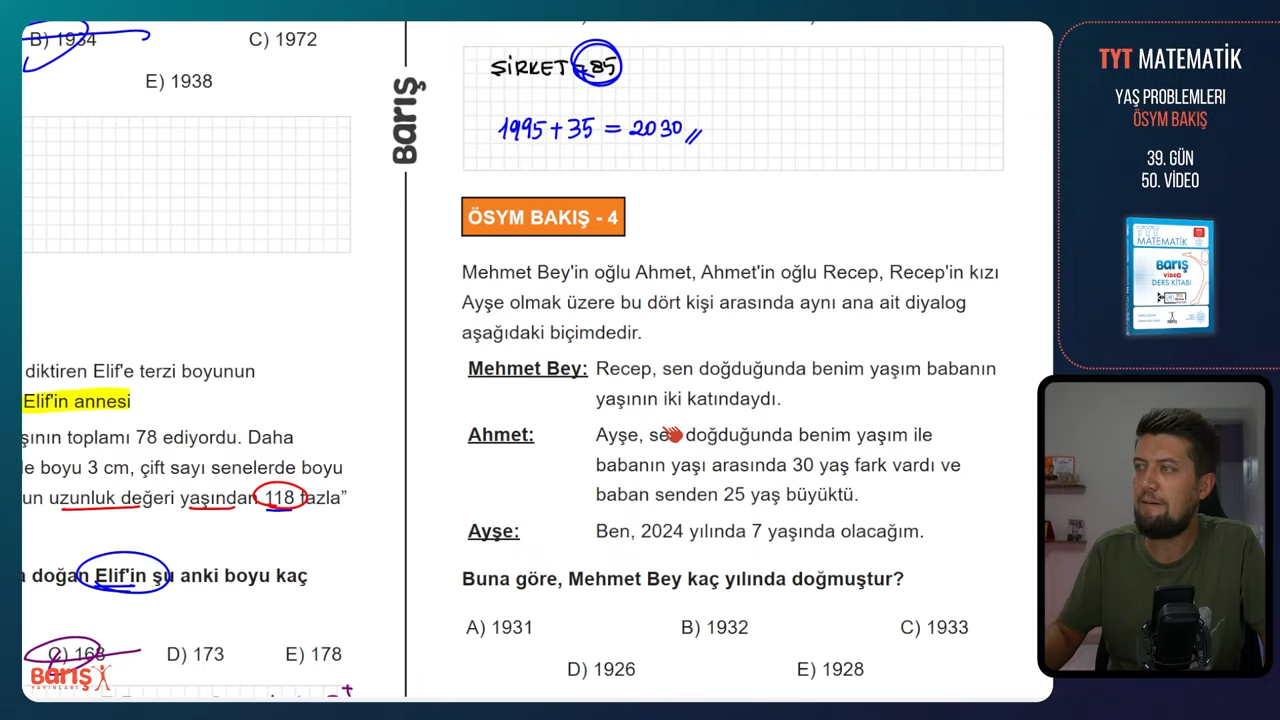 B) 1934
C) 1972
E) 1938
diktiren Elif'e terzi boyunun
Elif'in annesi
şının toplamı 78 ediyordu. Daha
le boyu 3 cm, çift sayı senelerde boyu
un uzunluk değeri yaşından 118 fazla”
a doğan Elif'in şu anki boyu kaç
C) 168
D) 173
E) 178
Barış
YAYINLARI
Barış
ŞİRKET
85
1995+35 = 2030
ÖSYM BAKIŞ - 4
Mehmet Bey'in oğlu Ahmet, Ahmet'in oğlu Recep, Recep'in kızı
Ayşe olmak üzere bu dört kişi arasında aynı ana ait diyalog
aşağıdaki biçimdedir.
Mehmet Bey: Recep, sen doğduğunda benim yaşım babanın
yaşının iki katındaydı.
Ahmet: Ayşe, sen doğduğunda benim yaşım ile
babanın yaşı arasında 30 yaş fark vardı ve
baban senden 25 yaş büyüktü.
Ayşe: Ben, 2024 yılında 7 yaşında olacağım.
Buna göre, Mehmet Bey kaç yılında doğmuştur?
A) 1931
B) 1932
C) 1933
D) 1926
E) 1928
TYT MATEMATİK
YAŞ PROBLEMLERI
ÖSYM BAKIŞ
39. GÜN
50. VİDEO
TYT
MATEMATİK
Barış
VİDEO
DERS KİTABI